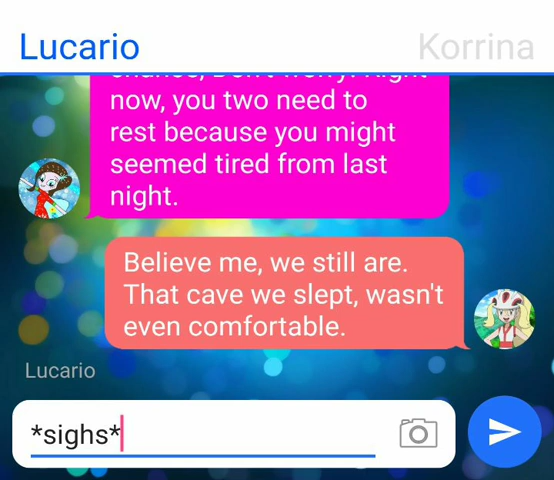 Lucario
Korrina
now, you two need to
rest because you might
seemed tired from last
night.
Believe me, we still are.
That cave we slept, wasn't
even comfortable.
Lucario
*sighs*